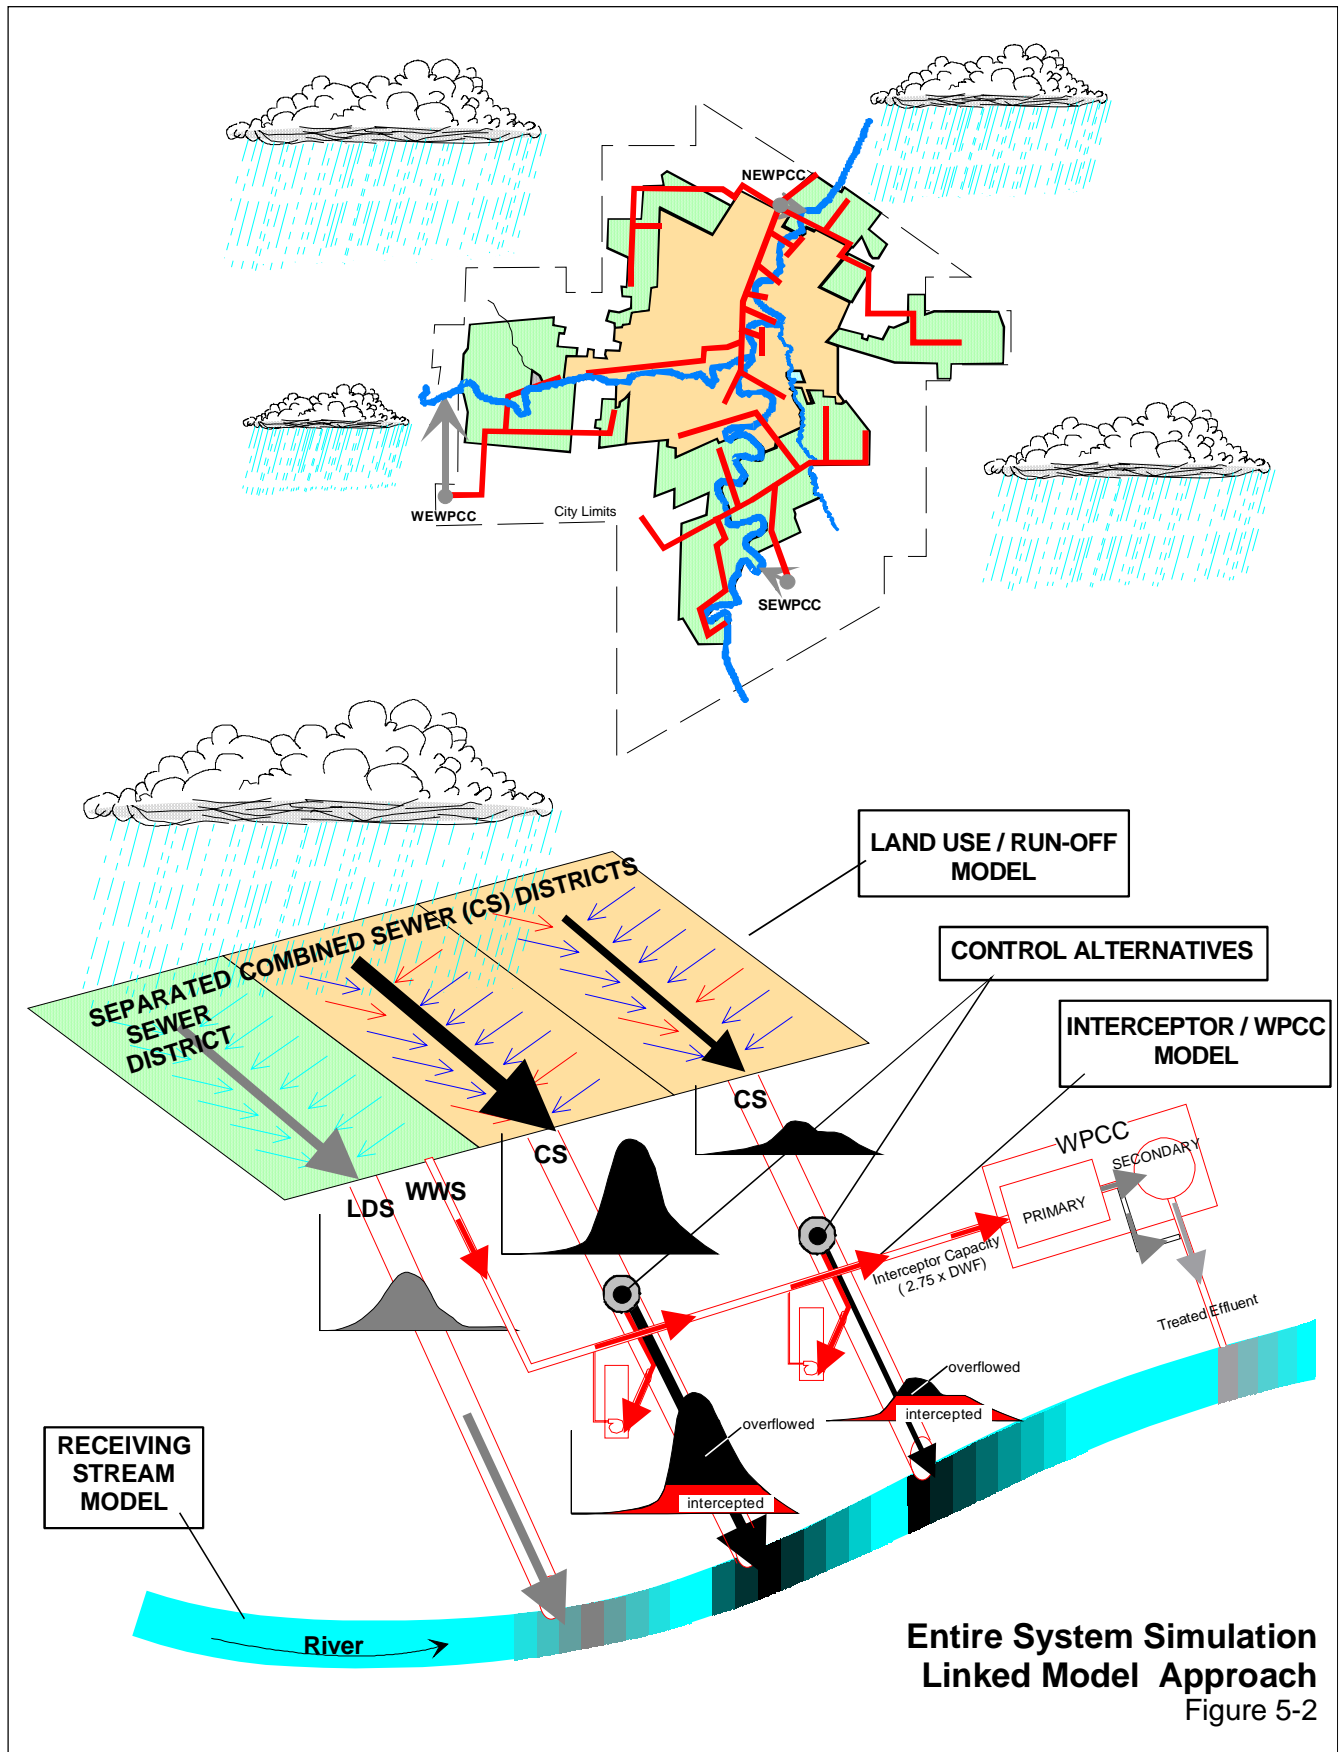 NEWPCC
WEWPCC
City Limits
SEWPCC
LAND USE / RUN-OFF
MODEL
CONTROL ALTERNATIVES
INTERCEPTOR / WPCC
MODEL
COMBINED SEWER (CS) DISTRICTS
SEPARATED
SEWER
DISTRICT
CS
CS
WWS
LDS
WPCC
SECONDARY
PRIMARY
Interceptor Capacity
( 2.75 x DWF)
Treated Effluent
overflowed
intercepted
overflowed
intercepted
RECEIVING
STREAM
MODEL
River
Entire System Simulation
Linked Model Approach
Figure 5-2